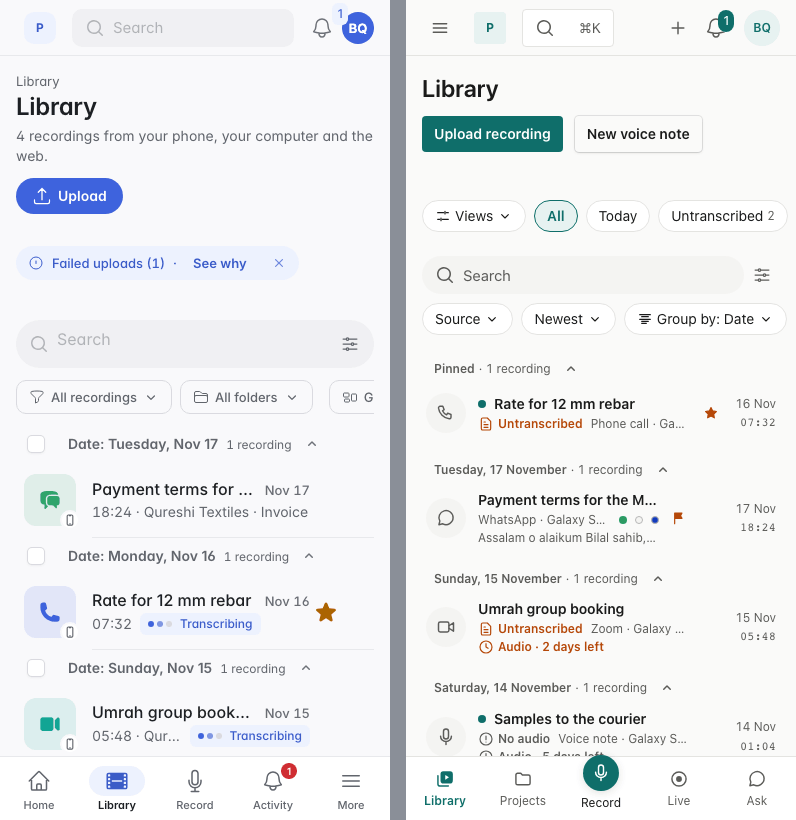 P
Search
1
BQ
Library
Library
4 recordings from your phone, your computer and the
web.
Upload
Failed uploads (1) · See why
Search
All recordings
All folders
G
Date: Tuesday, Nov 17 1 recording
Payment terms for ... Nov 17
18:24 · Qureshi Textiles · Invoice
Date: Monday, Nov 16 1 recording
Rate for 12 mm rebar Nov 16
07:32 Transcribing
Date: Sunday, Nov 15 1 recording
Umrah group book... Nov 15
05:48 · Qur... Transcribing
Home
Library
Record
1
Activity
More
P
⌘K
1
BQ
Library
Upload recording
New voice note
Views
All
Today
Untranscribed 2
Search
Source
Newest
Group by: Date
Pinned · 1 recording
Rate for 12 mm rebar 16 Nov
Untranscribed Phone call · Ga... 07:32
Tuesday, 17 November · 1 recording
Payment terms for the M... 17 Nov
WhatsApp · Galaxy S... 18:24
Assalam o alaikum Bilal sahib,...
Sunday, 15 November · 1 recording
Umrah group booking 15 Nov
Untranscribed Zoom · Galaxy ... 05:48
Audio · 2 days left
Saturday, 14 November · 1 recording
Samples to the courier 14 Nov
No audio Voice note · Galaxy S... 01:04
Audio · 5 days left
Library
Projects
Record
Live
Ask